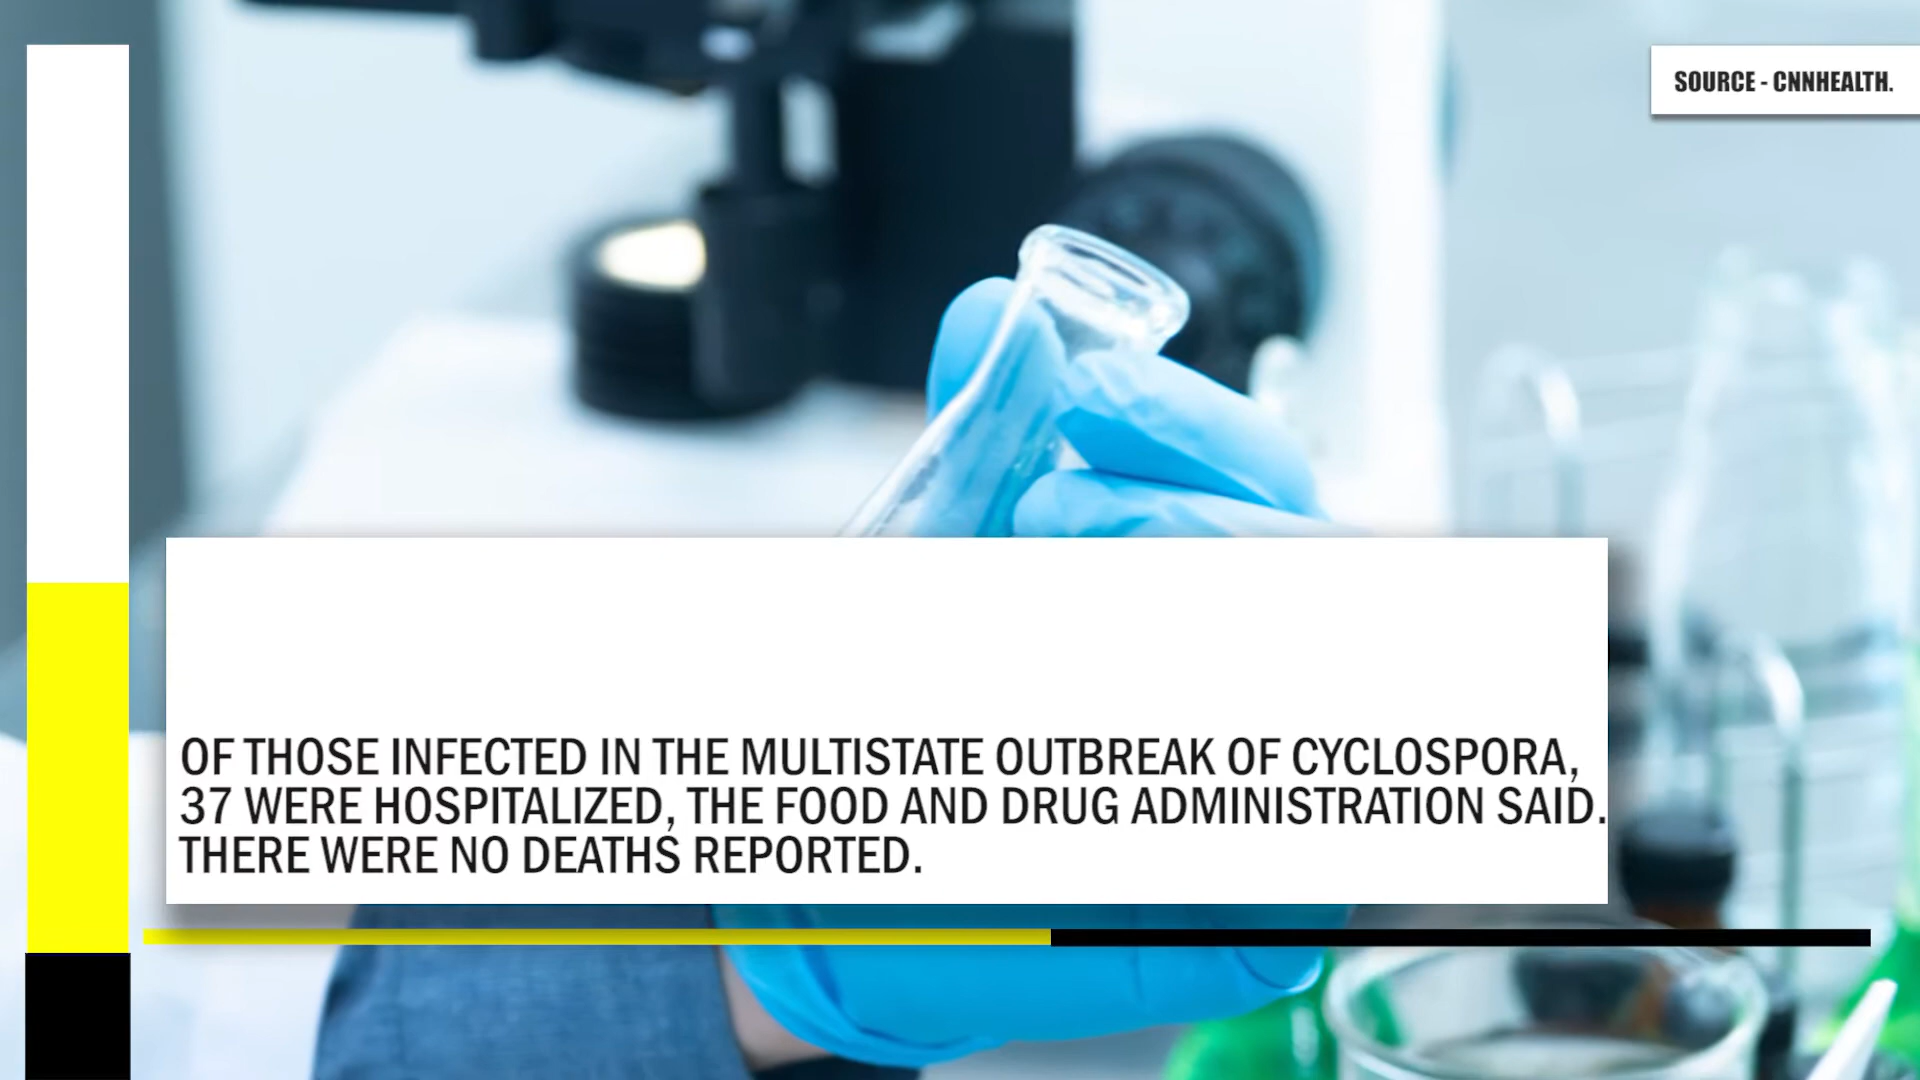 SOURCE - CNNHEALTH.
OF THOSE INFECTED IN THE MULTISTATE OUTBREAK OF CYCLOSPORA,
37 WERE HOSPITALIZED, THE FOOD AND DRUG ADMINISTRATION SAID.
THERE WERE NO DEATHS REPORTED.